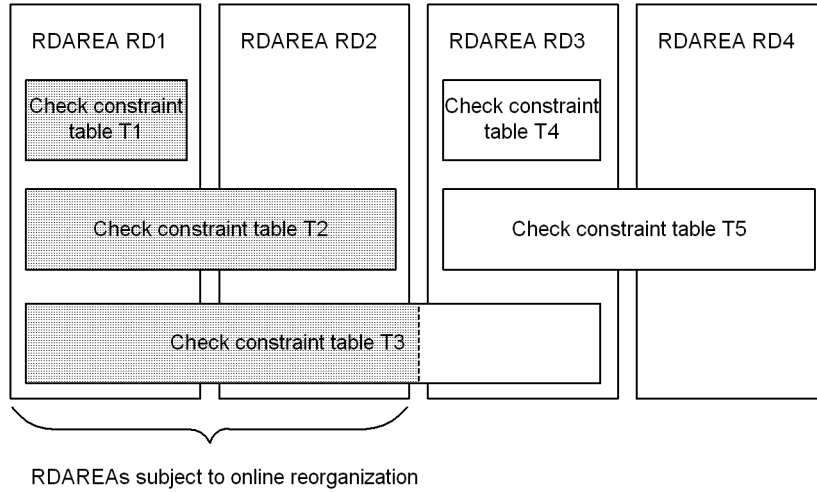 RDAREA RD1
RDAREA RD2
RDAREA RD3
RDAREA RD4
Check constraint
table T1
Check constraint
table T4
Check constraint table T2
Check constraint table T5
Check constraint table T3
RDAREAs subject to online reorganization